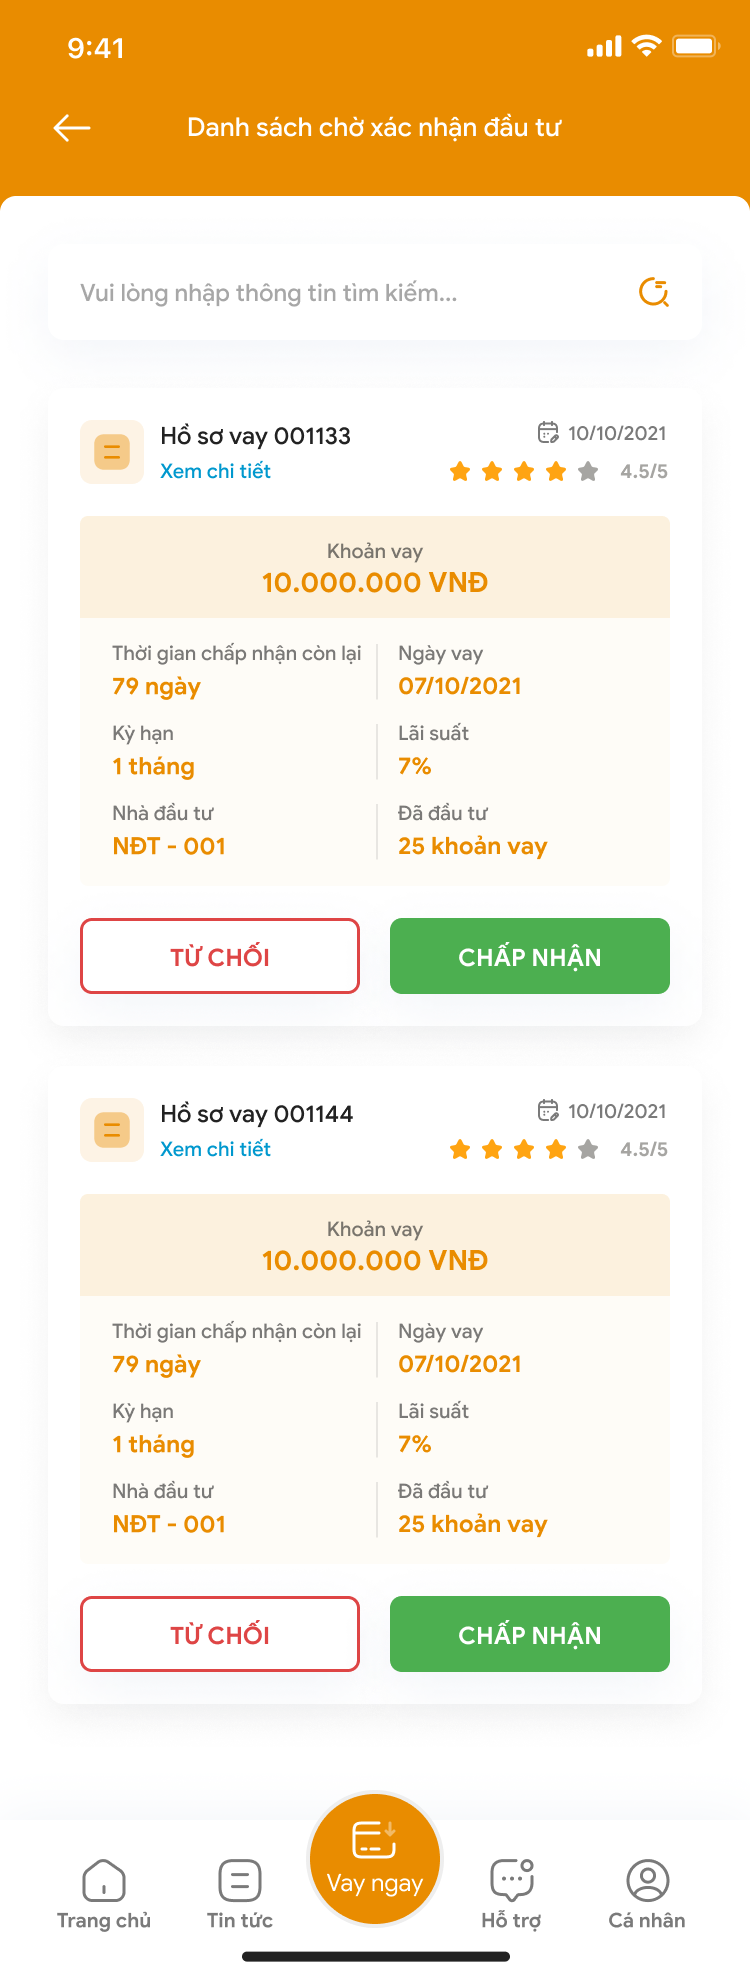 9:41
Danh sách chờ xác nhận đầu tư
Vui lòng nhập thông tin tìm kiếm...
Hồ sơ vay 001133
10/10/2021
Xem chi tiết
4.5/5
Khoản vay
10.000.000 VNĐ
Thời gian chấp nhận còn lại
Ngày vay
79 ngày
07/10/2021
Kỳ hạn
Lãi suất
1 tháng
7%
Nhà đầu tư
Đã đầu tư
NĐT - 001
25 khoản vay
TỪ CHỐI
CHẤP NHẬN
Hồ sơ vay 001144
10/10/2021
Xem chi tiết
4.5/5
Khoản vay
10.000.000 VNĐ
Thời gian chấp nhận còn lại
Ngày vay
79 ngày
07/10/2021
Kỳ hạn
Lãi suất
1 tháng
7%
Nhà đầu tư
Đã đầu tư
NĐT - 001
25 khoản vay
TỪ CHỐI
CHẤP NHẬN
Vay ngay
Trang chủ
Tin tức
Hỗ trợ
Cá nhân